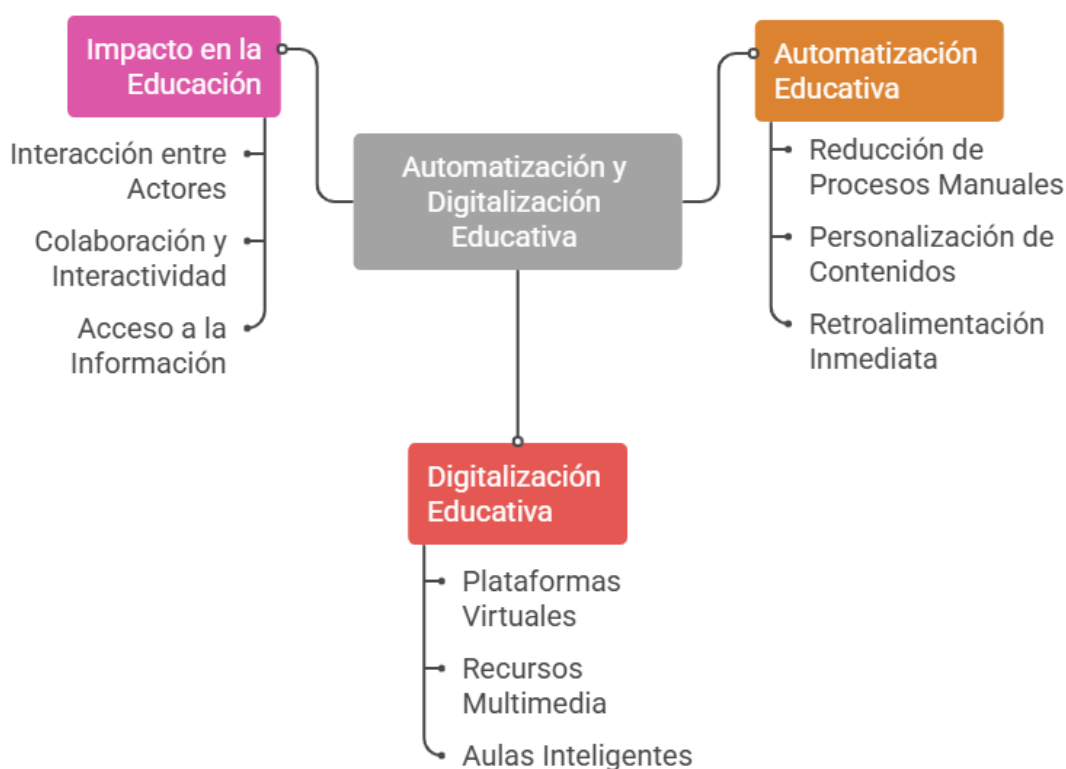 Impacto en la
Educación
Interacción entre
Actores
Colaboración y
Interactividad
Acceso a la
Información
Automatización y
Digitalización
Educativa
Automatización
Educativa
Reducción de
Procesos Manuales
Personalización de
Contenidos
Retroalimentación
Inmediata
Digitalización
Educativa
Plataformas
Virtuales
Recursos
Multimedia
Aulas Inteligentes